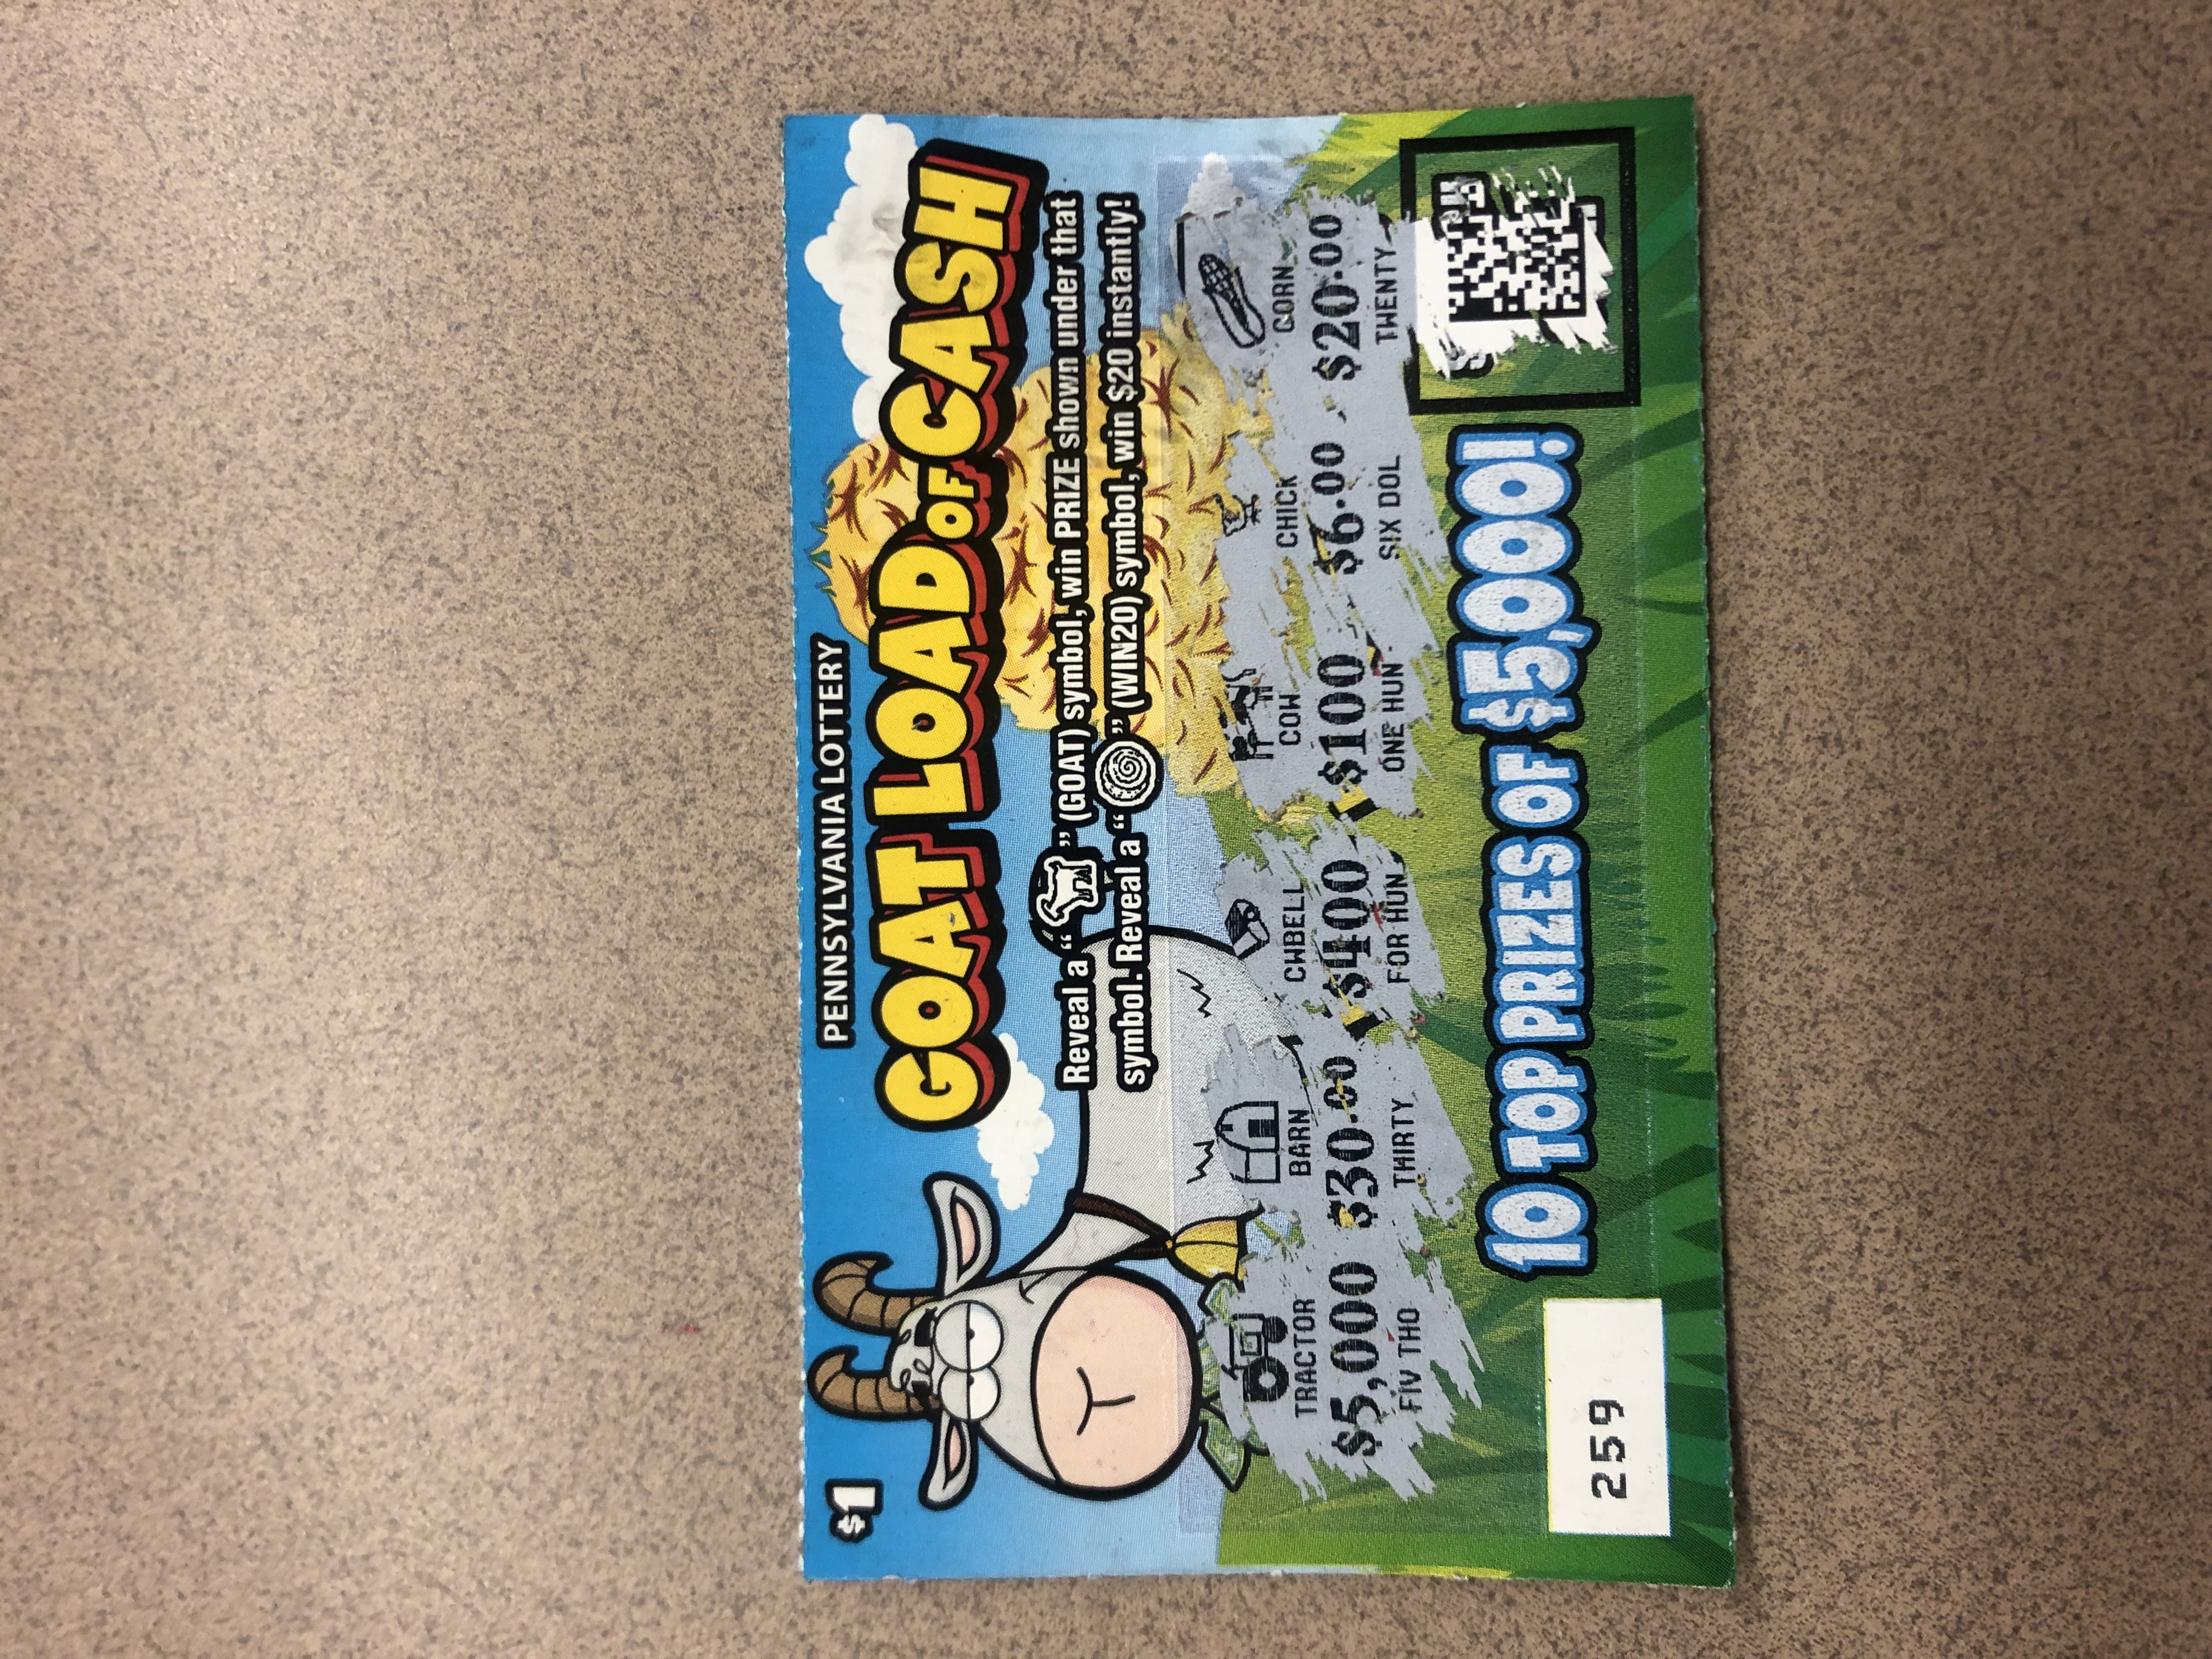 $1
PENNSYLVANIA LOTTERY
GOAT LOAD OF CASH
Reveal a “ ” (GOAT) symbol, win PRIZE shown under that
symbol. Reveal a “ ” (WIN20) symbol, win $20 instantly!
TRACTOR BARN CWBELL COW CHICK CORN
$5,000 $30.00 $400 $100 $6.00 $20.00
FIV THO THIRTY FOR HUN ONE HUN SIX DOL TWENTY
10 TOP PRIZES OF $5,000!
259